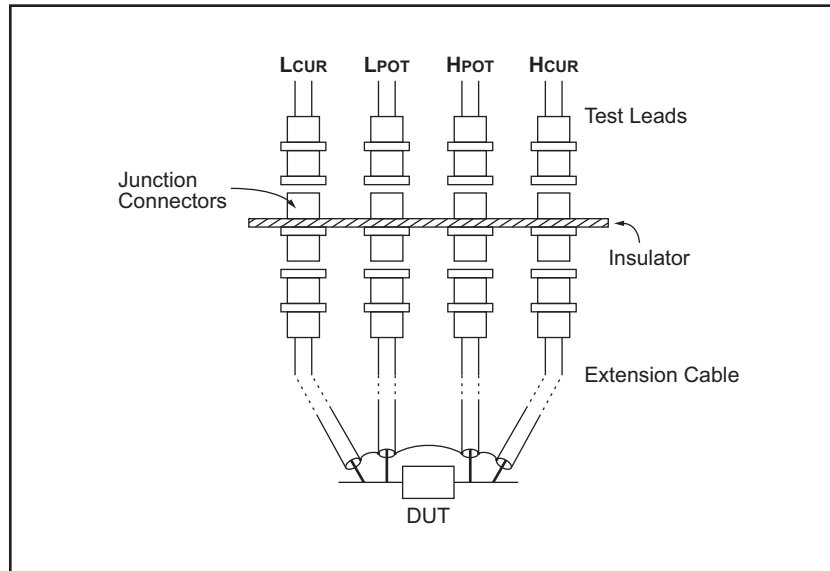 LCUR LPOT HPOT HCUR
Test Leads
Junction
Connectors
Insulator
Extension Cable
DUT